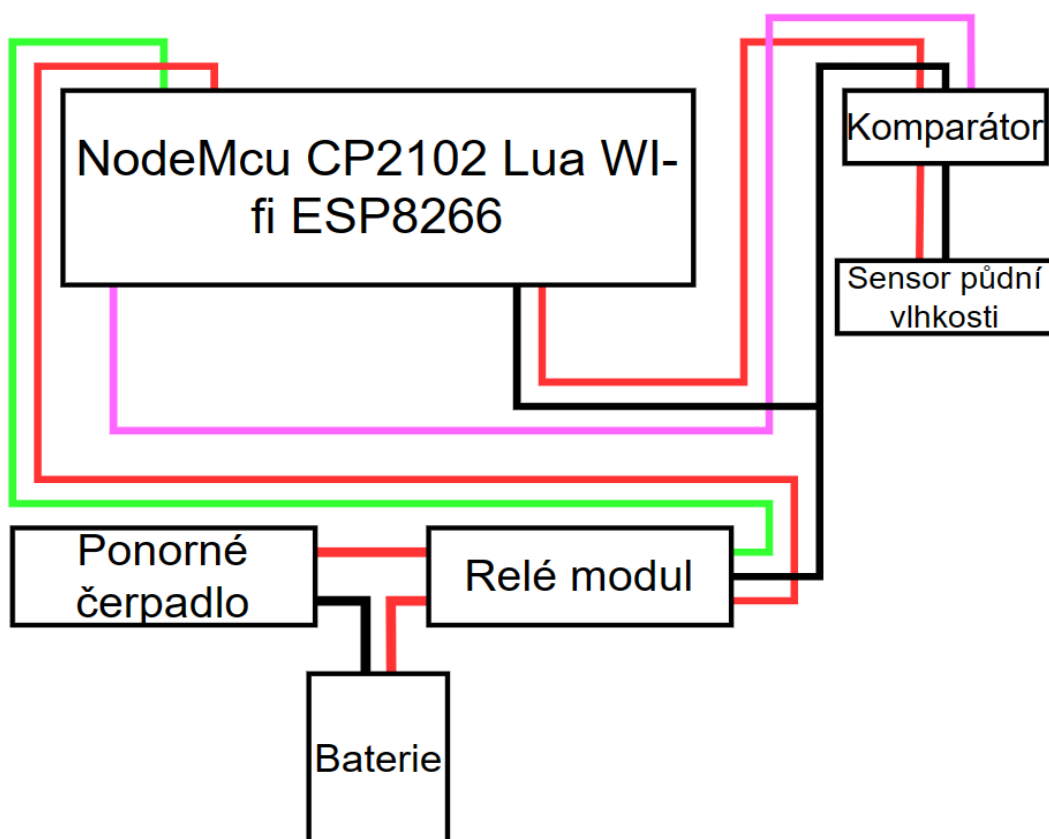 NodeMcu CP2102 Lua WI-
fi ESP8266
Komparátor
Sensor půdní
vlhkosti
Ponorné
čerpadlo
Relé modul
Baterie